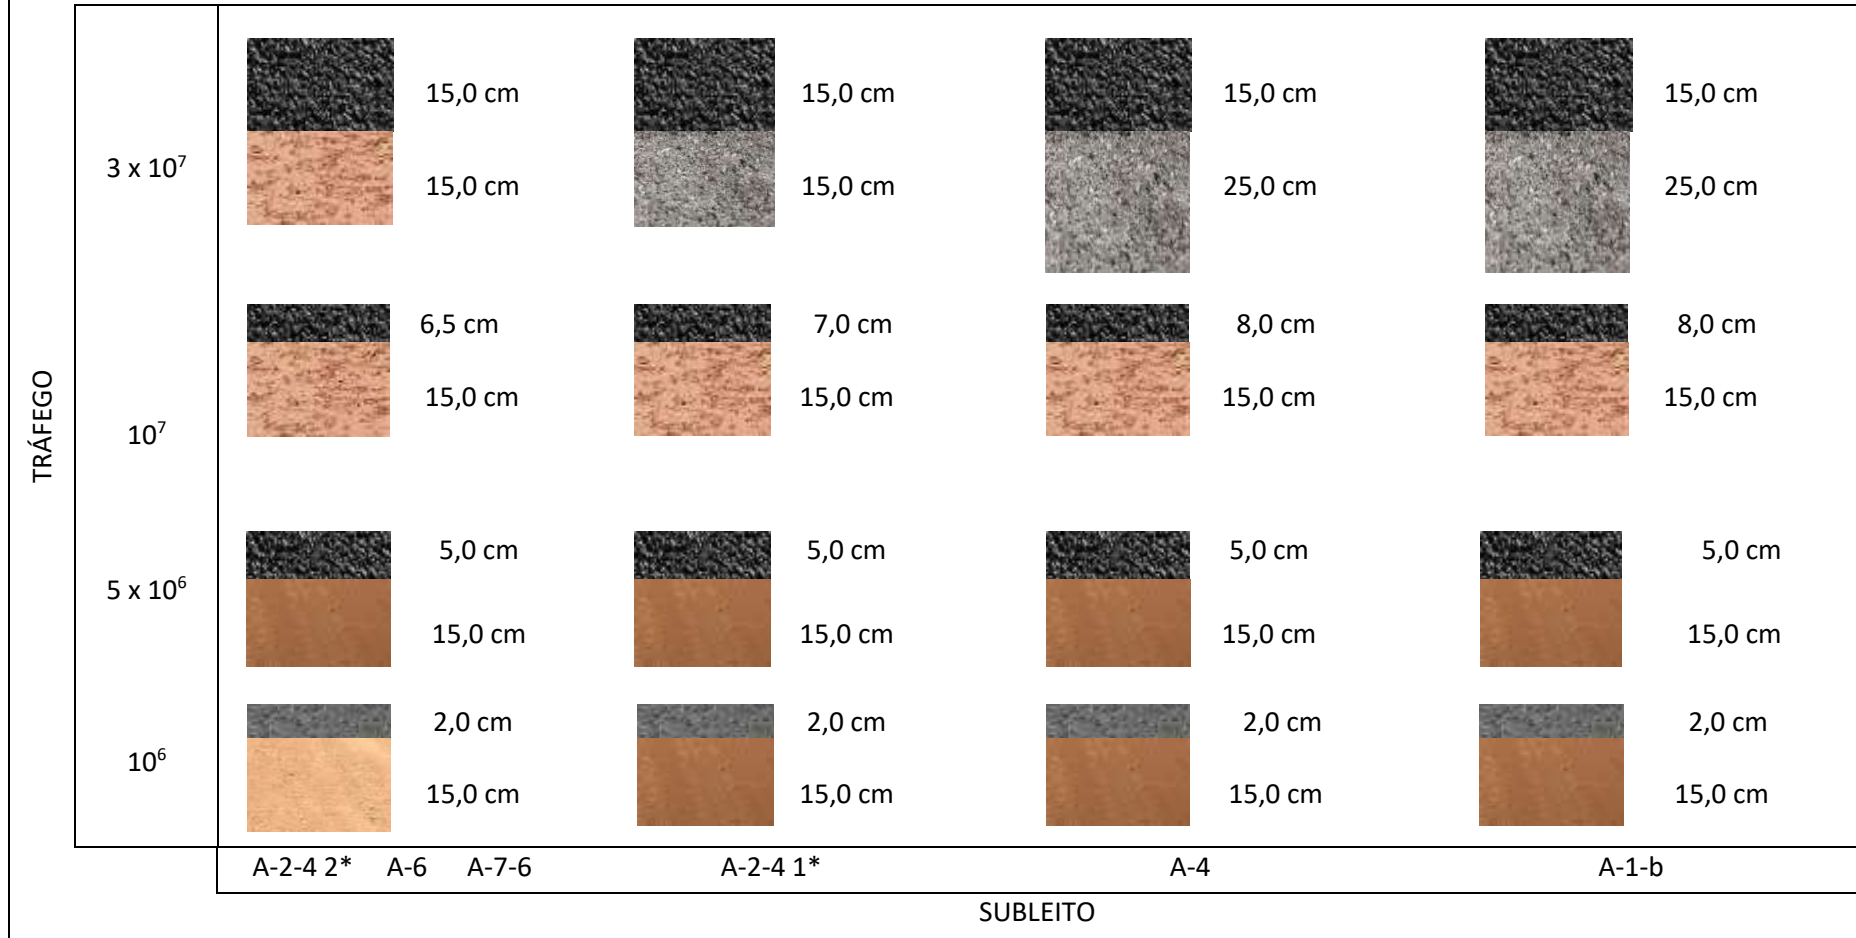 TRÁFEGO
3 x 10⁷
15,0 cm 15,0 cm 15,0 cm 15,0 cm
15,0 cm 15,0 cm 25,0 cm 25,0 cm
10⁷
6,5 cm 7,0 cm 8,0 cm 8,0 cm
15,0 cm 15,0 cm 15,0 cm 15,0 cm
5 x 10⁶
5,0 cm 5,0 cm 5,0 cm 5,0 cm
15,0 cm 15,0 cm 15,0 cm 15,0 cm
10⁶
2,0 cm 2,0 cm 2,0 cm 2,0 cm
15,0 cm 15,0 cm 15,0 cm 15,0 cm
A-2-4 2* A-6 A-7-6 A-2-4 1* A-4 A-1-b
SUBLEITO